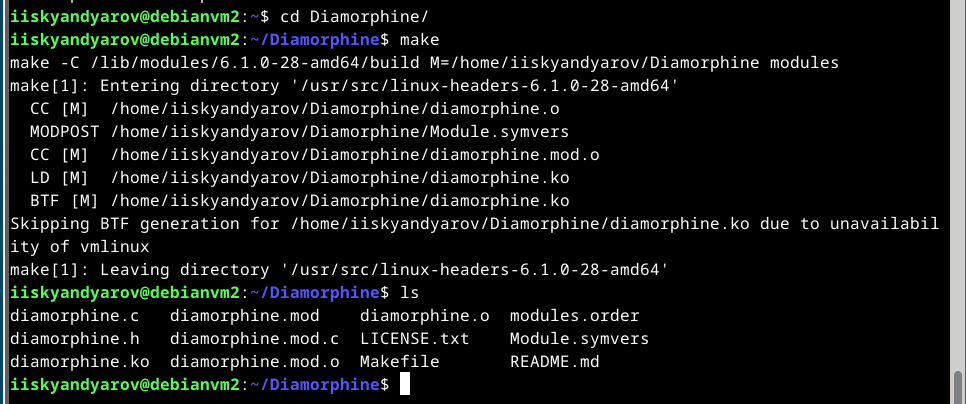 iiskyandyarov@debianvm2:~$ cd Diamorphine/
iiskyandyarov@debianvm2:~/Diamorphine$ make
make -C /lib/modules/6.1.0-28-amd64/build M=/home/iiskyandyarov/Diamorphine modules
make[1]: Entering directory '/usr/src/linux-headers-6.1.0-28-amd64'
  CC [M]  /home/iiskyandyarov/Diamorphine/diamorphine.o
  MODPOST /home/iiskyandyarov/Diamorphine/Module.symvers
  CC [M]  /home/iiskyandyarov/Diamorphine/diamorphine.mod.o
  LD [M]  /home/iiskyandyarov/Diamorphine/diamorphine.ko
  BTF [M] /home/iiskyandyarov/Diamorphine/diamorphine.ko
Skipping BTF generation for /home/iiskyandyarov/Diamorphine/diamorphine.ko due to unavailabil
ity of vmlinux
make[1]: Leaving directory '/usr/src/linux-headers-6.1.0-28-amd64'
iiskyandyarov@debianvm2:~/Diamorphine$ ls
diamorphine.c   diamorphine.mod    diamorphine.o  modules.order
diamorphine.h   diamorphine.mod.c  LICENSE.txt    Module.symvers
diamorphine.ko  diamorphine.mod.o  Makefile       README.md
iiskyandyarov@debianvm2:~/Diamorphine$